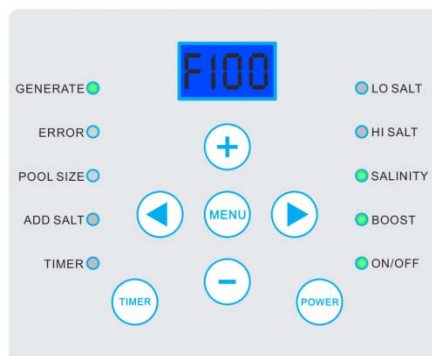 F100
GENERATE
LO SALT
ERROR
HI SALT
+
POOL SIZE
SALINITY
MENU
ADD SALT
BOOST
TIMER
ON/OFF
-
TIMER
POWER